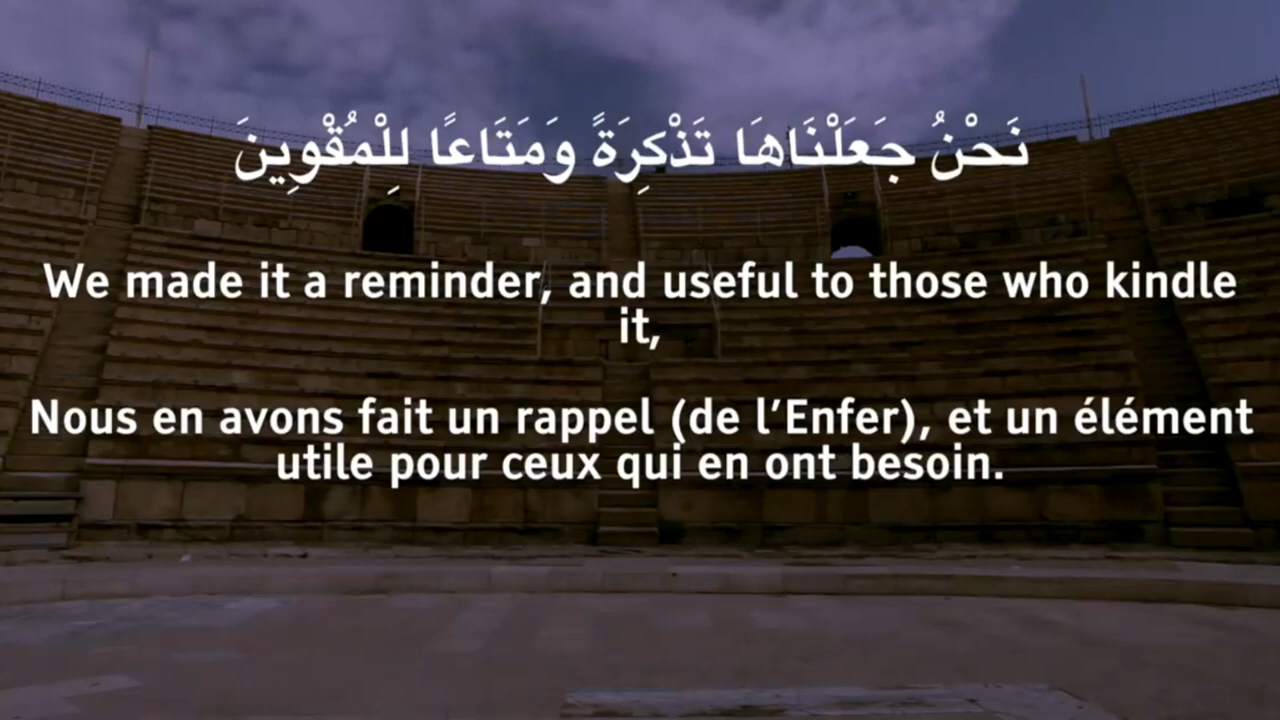 نَحْنُ جَعَلْنَاهَا تَذْكِرَةً وَمَتَاعًا لِلْمُقْوِينَ
We made it a reminder, and useful to those who kindle
it,
Nous en avons fait un rappel (de l’Enfer), et un élément
utile pour ceux qui en ont besoin.